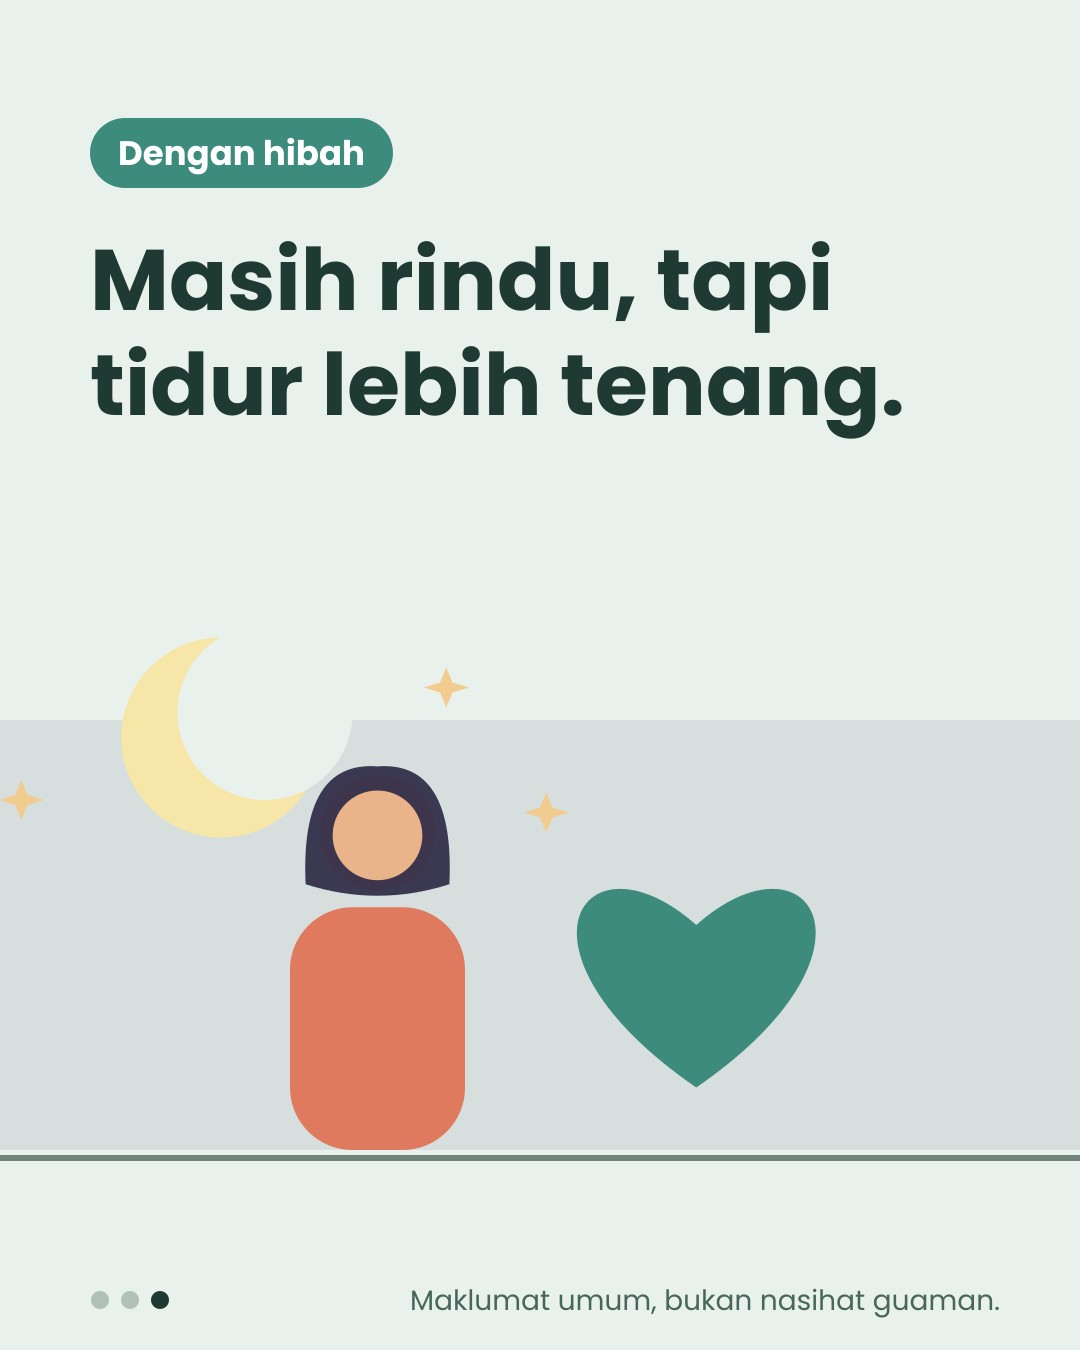 Dengan hibah
Masih rindu, tapi
tidur lebih tenang.
Maklumat umum, bukan nasihat guaman.